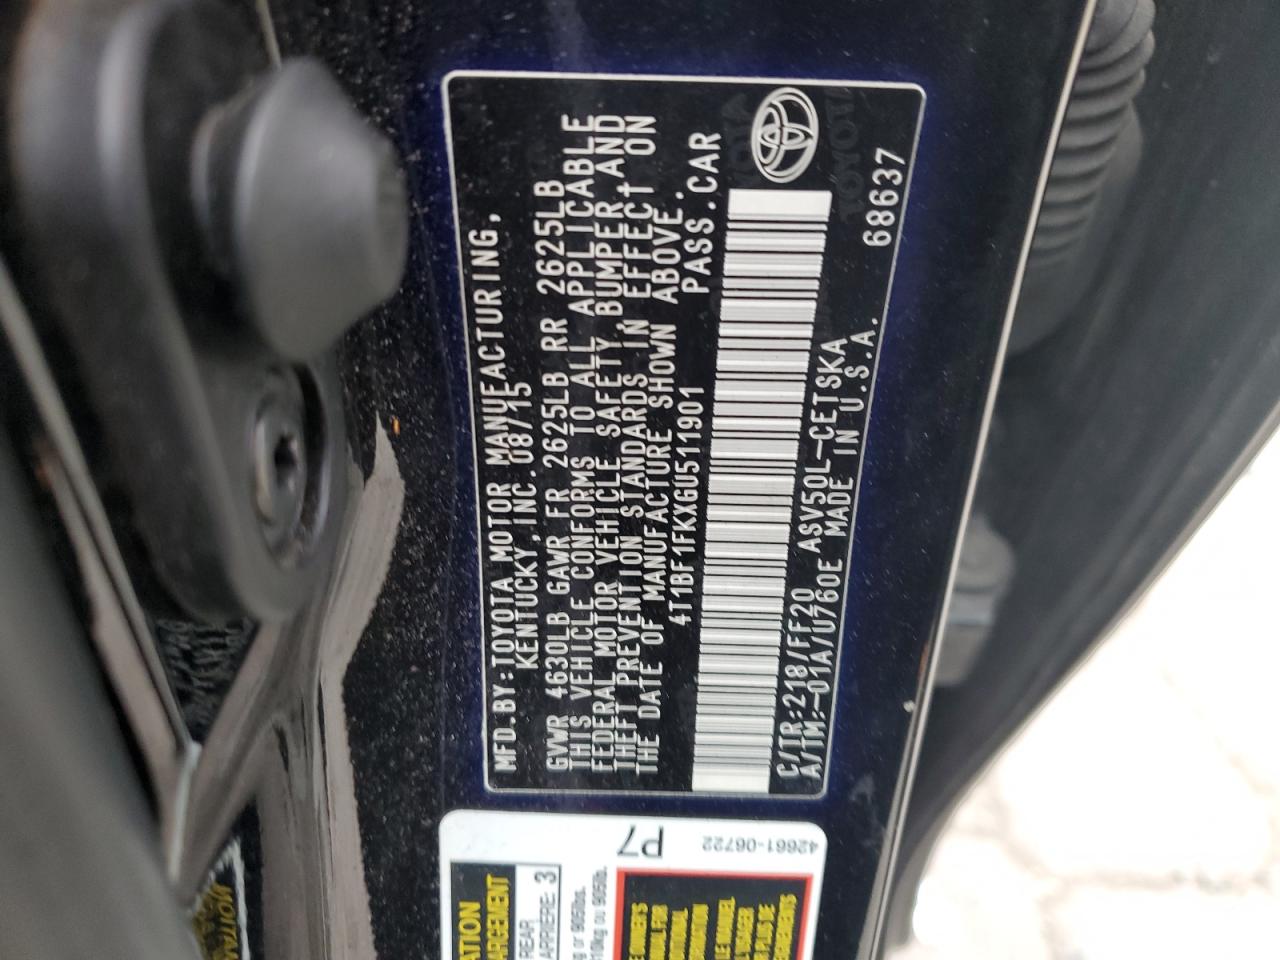 MFD.BY:TOYOTA MOTOR MANUFACTURING,
KENTUCKY,INC. 08/15
GVWR 4630LB GAWR FR 2625LB RR 2625LB
THIS VEHICLE CONFORMS TO ALL APPLICABLE
FEDERAL MOTOR VEHICLE SAFETY, BUMPER, AND
THEFT PREVENTION STANDARDS IN EFFECT ON
THE DATE OF MANUFACTURE SHOWN ABOVE.
4T1BF1FKXGU511901 PASS.CAR
C/TR:218/FF20 ASV50L-CETSKA
A/TM:-01A/U760E MADE IN U.S.A.
68637
P7
42661-06722
REAR
ARRIÈRE: 3